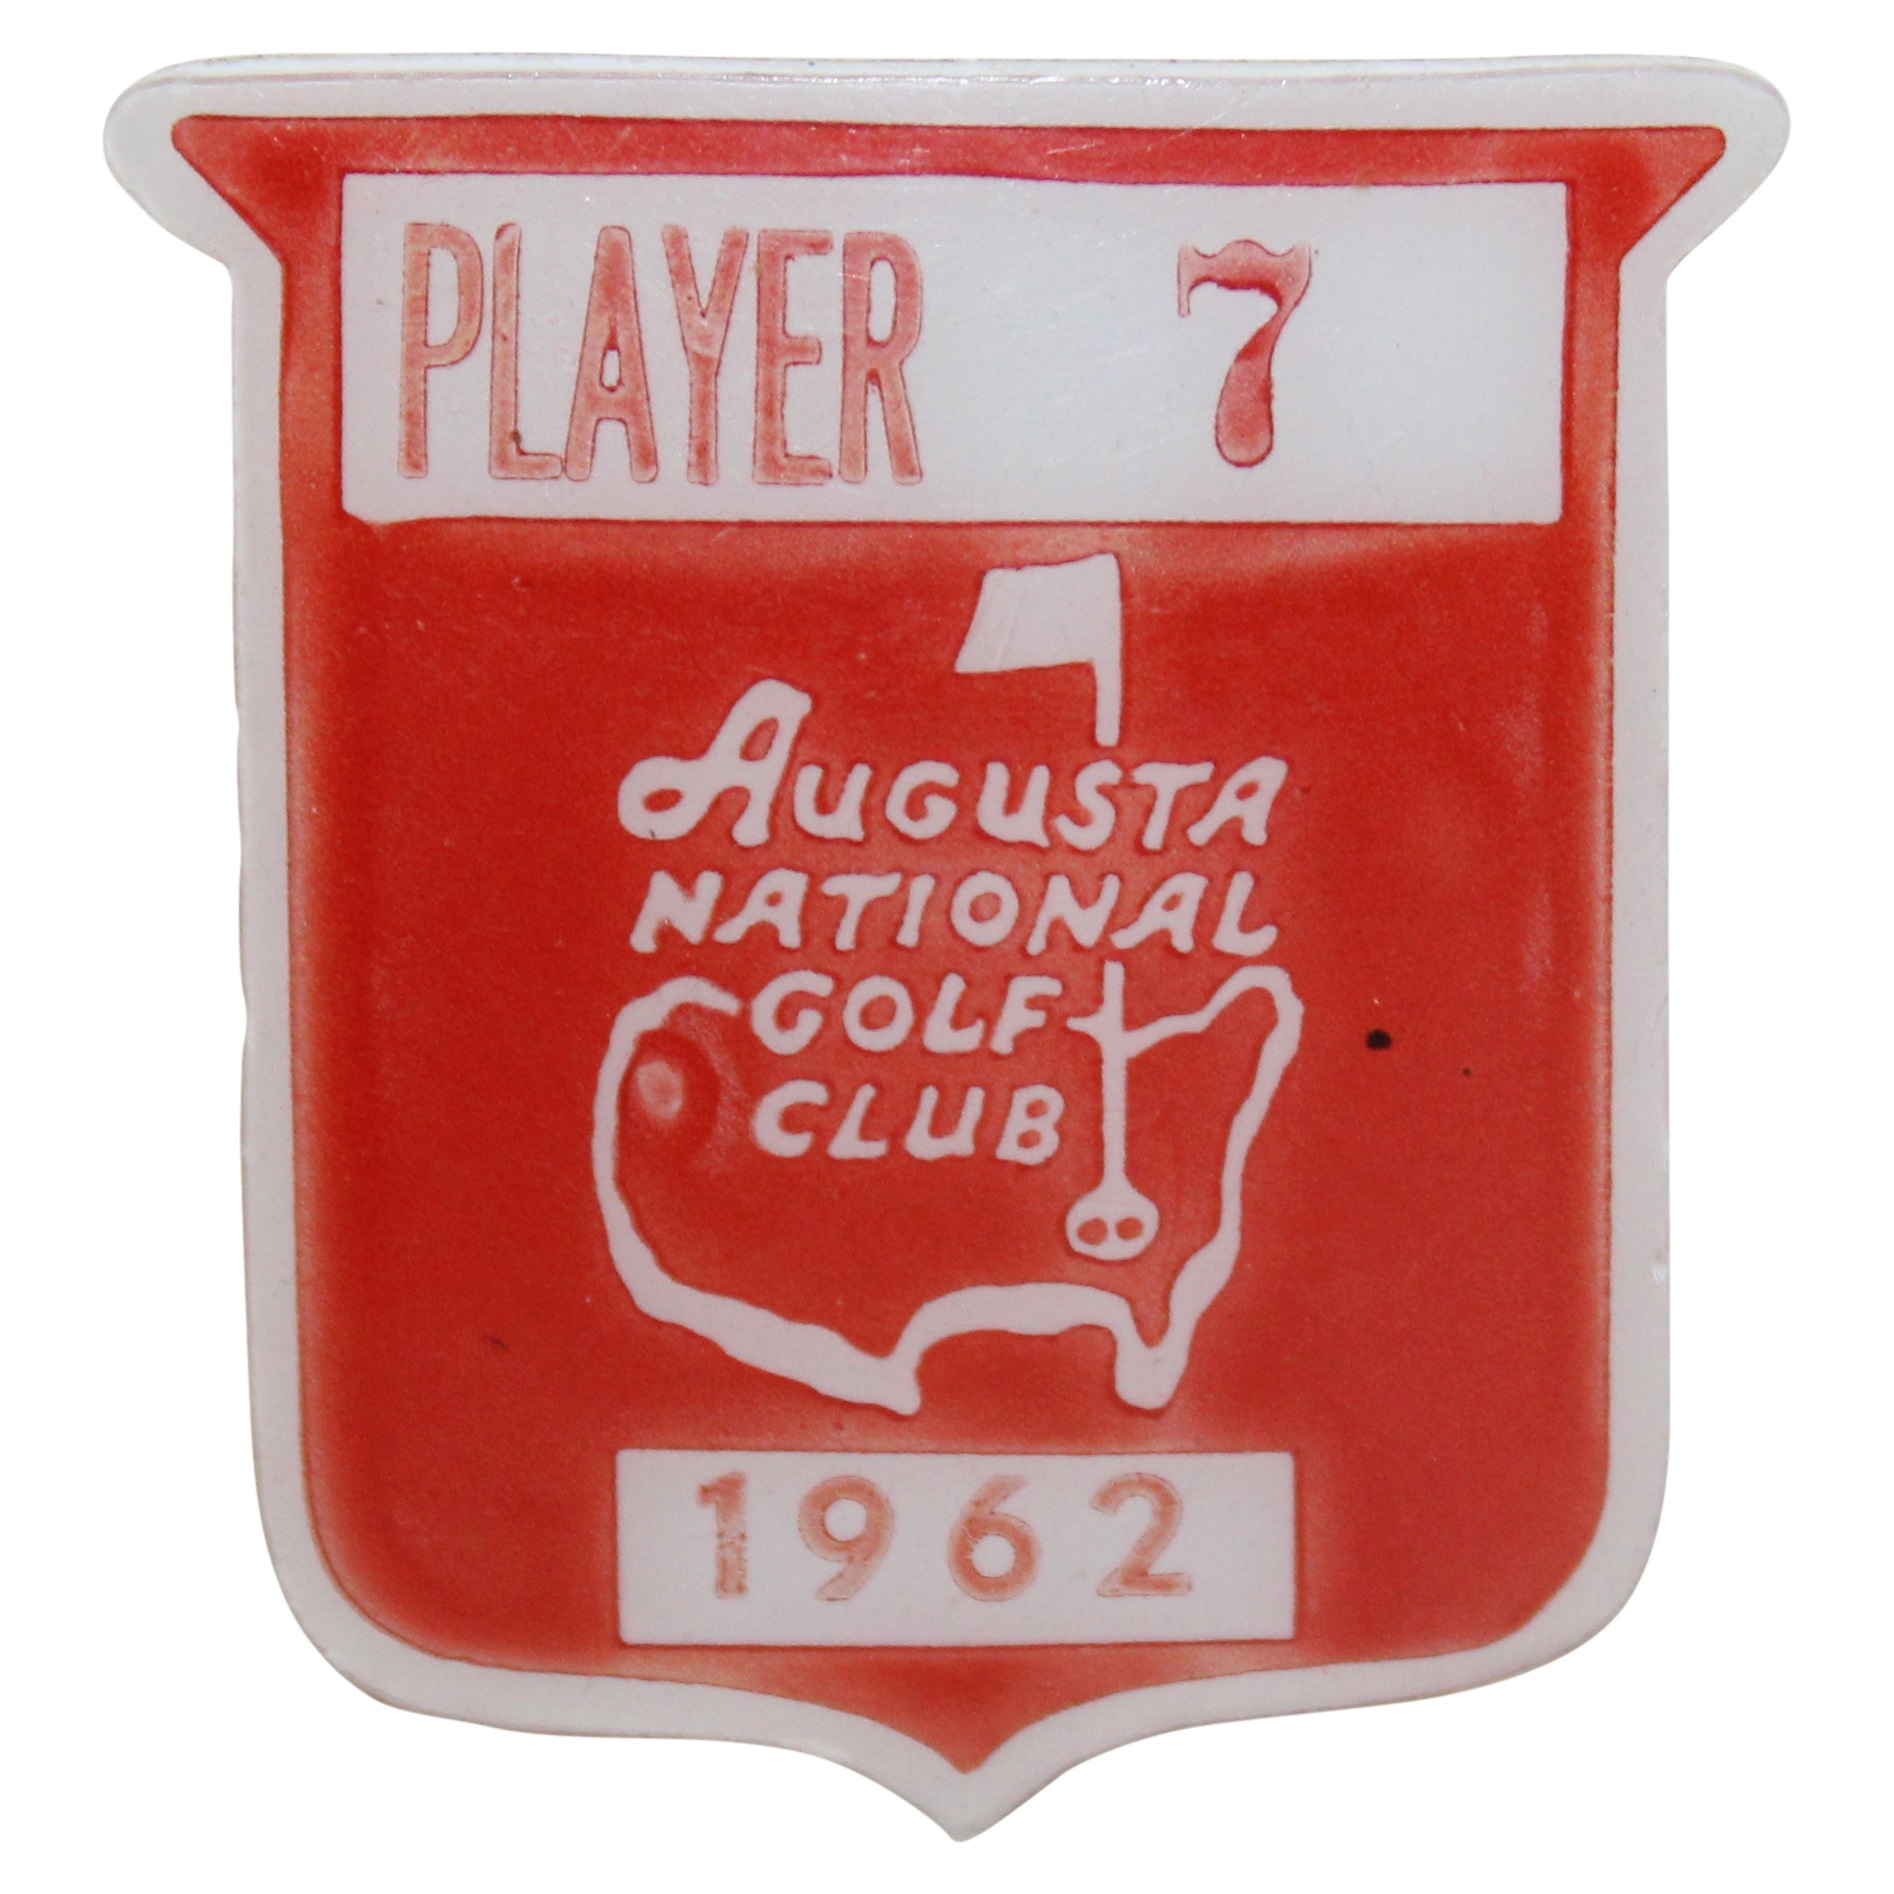 PLAYER 7
AUGUSTA
NATIONAL
GOLF
CLUB
1962